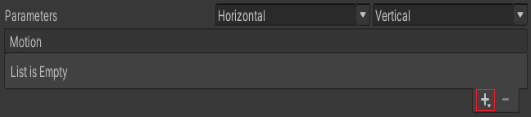 Parameters Horizontal Vertical
Motion
List is Empty